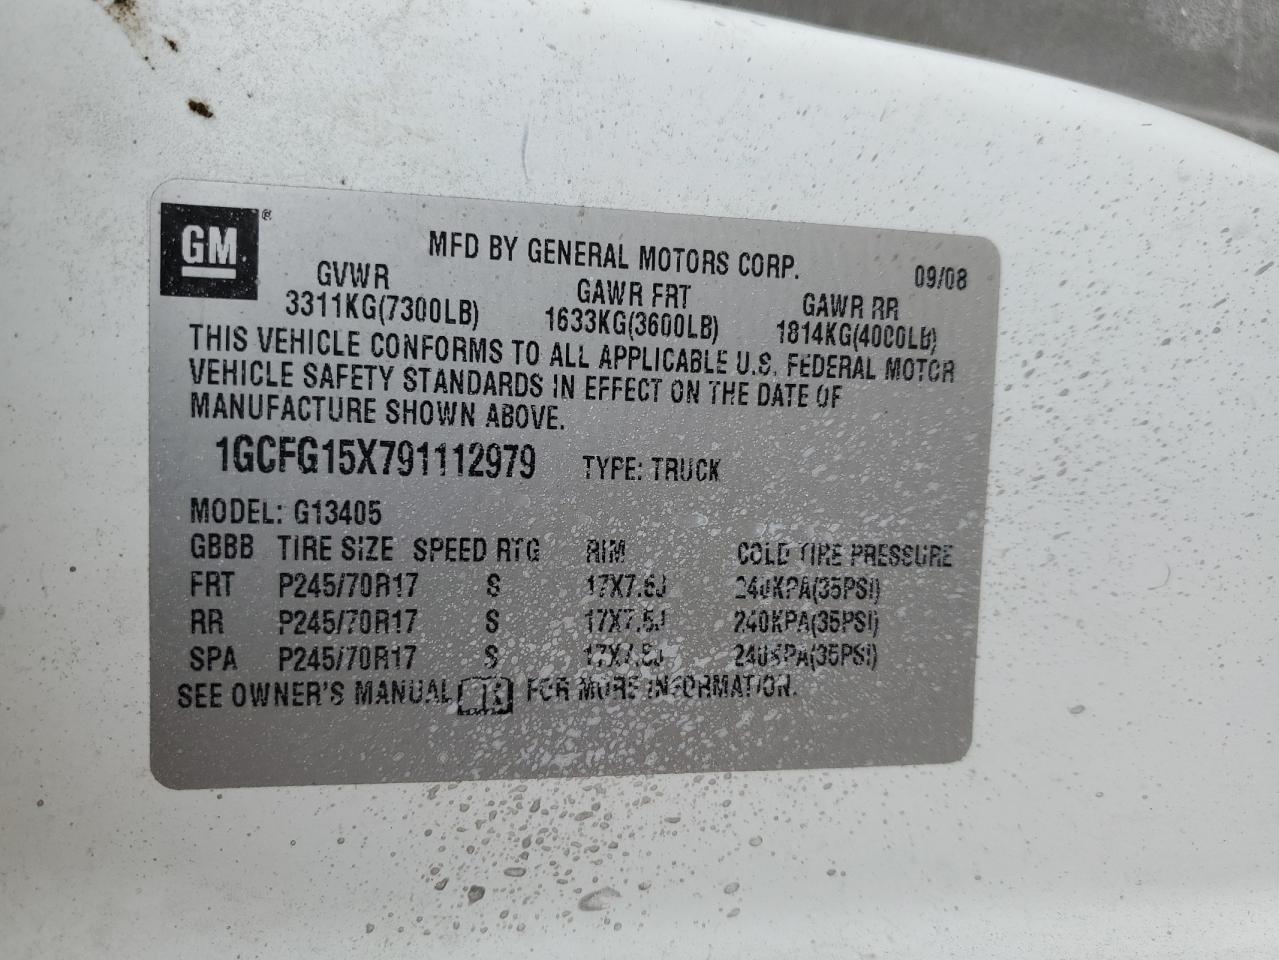 GM ®
MFD BY GENERAL MOTORS CORP. 09/08
GVWR GAWR FRT GAWR RR
3311KG(7300LB) 1633KG(3600LB) 1814KG(4000LB)
THIS VEHICLE CONFORMS TO ALL APPLICABLE U.S. FEDERAL MOTOR
VEHICLE SAFETY STANDARDS IN EFFECT ON THE DATE OF
MANUFACTURE SHOWN ABOVE.
1GCFG15X791112979 TYPE: TRUCK
MODEL: G13405
GBBB TIRE SIZE SPEED RTG RIM COLD TIRE PRESSURE
FRT P245/70R17 S 17X7.5J 240KPA(35PSI)
RR P245/70R17 S 17X7.5J 240KPA(35PSI)
SPA P245/70R17 S 17X7.5J 240KPA(35PSI)
SEE OWNER'S MANUAL FOR MORE INFORMATION.